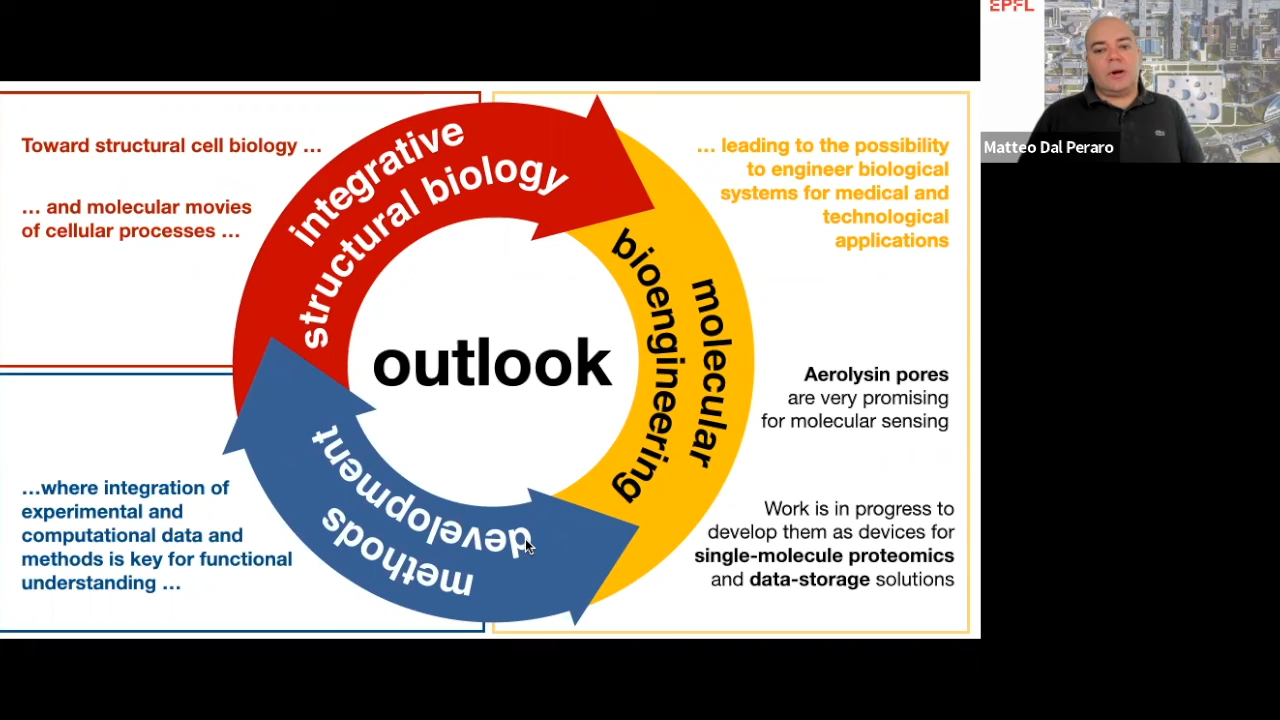 EPFL
Matteo Dal Peraro
Toward structural cell biology …
… and molecular movies
of cellular processes …
integrative
structural biology
… leading to the possibility
to engineer biological
systems for medical and
technological
applications
molecular
bioengineering
outlook
Aerolysin pores
are very promising
for molecular sensing
methods
development
…where integration of
experimental and
computational data and
methods is key for functional
understanding …
Work is in progress to
develop them as devices for
single-molecule proteomics
and data-storage solutions